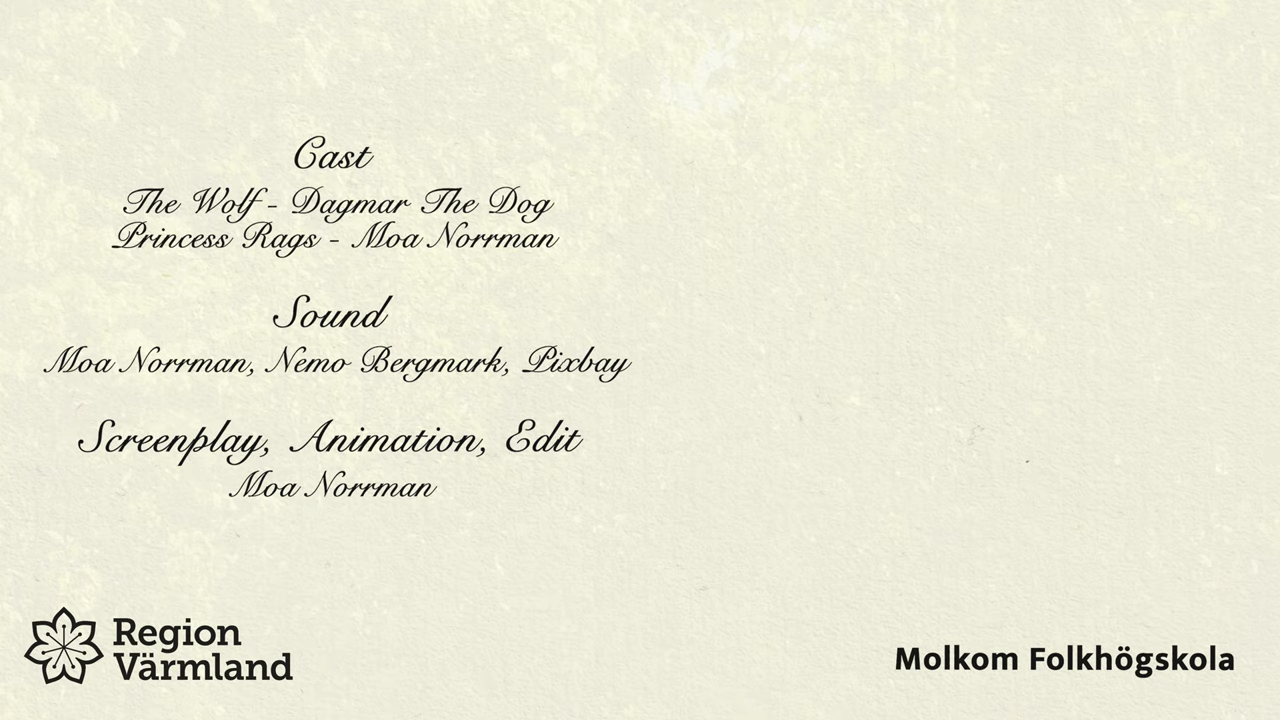 Cast
The Wolf - Dagmar The Dog
Princess Rags - Moa Norrman
Sound
Moa Norrman, Nemo Bergmark, Pixbay
Screenplay, Animation, Edit
Moa Norrman
Region
Värmland
Molkom Folkhögskola